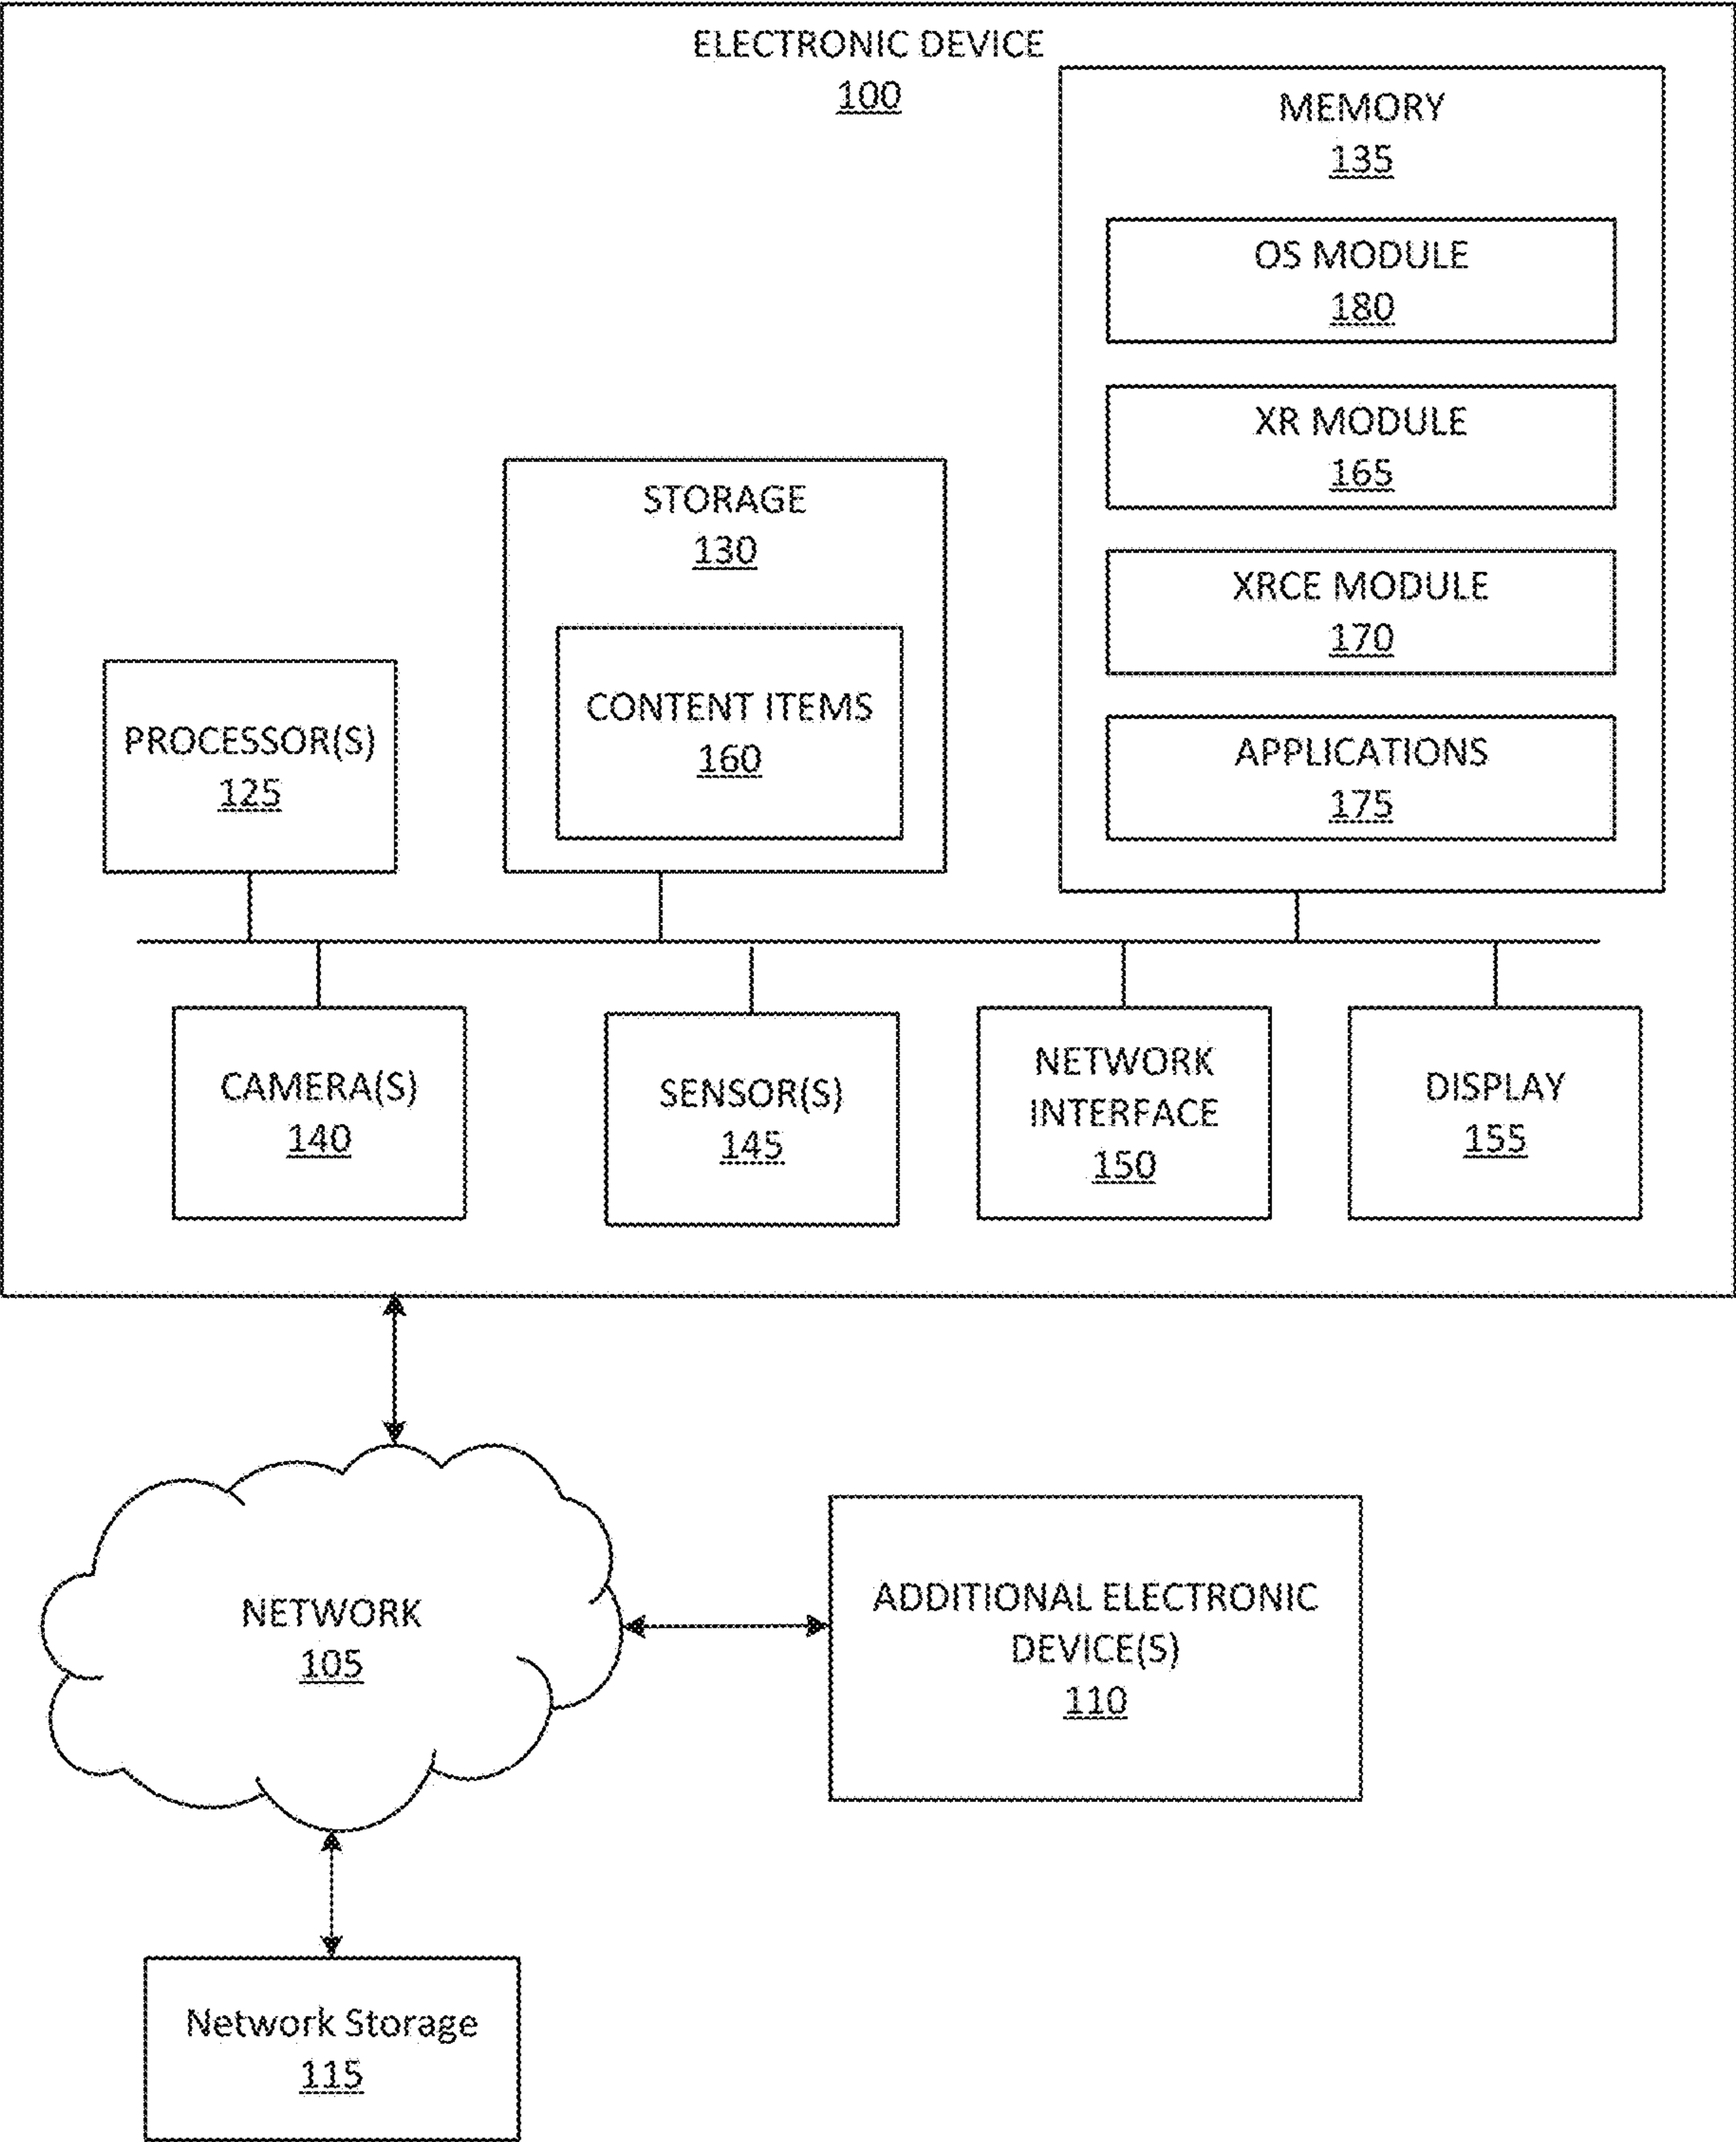 ELECTRONIC DEVICE
100
MEMORY
135
OS MODULE
180
XR MODULE
165
XRCE MODULE
170
APPLICATIONS
175
STORAGE
130
CONTENT ITEMS
160
PROCESSOR(S)
125
CAMERA(S)
140
SENSOR(S)
145
NETWORK
INTERFACE
150
DISPLAY
155
NETWORK
105
ADDITIONAL ELECTRONIC
DEVICE(S)
110
Network Storage
115